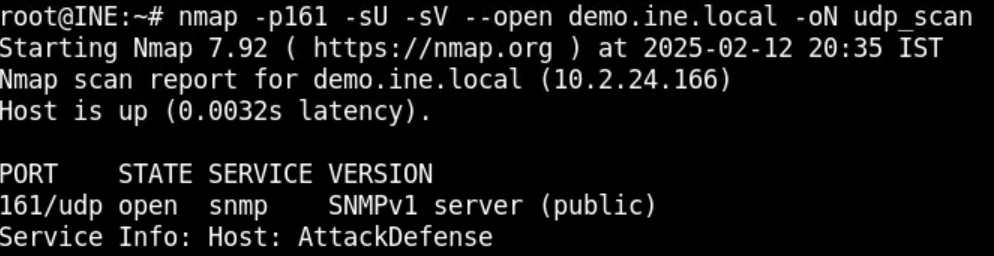 root@INE:~# nmap -p161 -sU -sV --open demo.ine.local -oN udp_scan
Starting Nmap 7.92 ( https://nmap.org ) at 2025-02-12 20:35 IST
Nmap scan report for demo.ine.local (10.2.24.166)
Host is up (0.0032s latency).
PORT    STATE SERVICE VERSION
161/udp open  snmp    SNMPv1 server (public)
Service Info: Host: AttackDefense